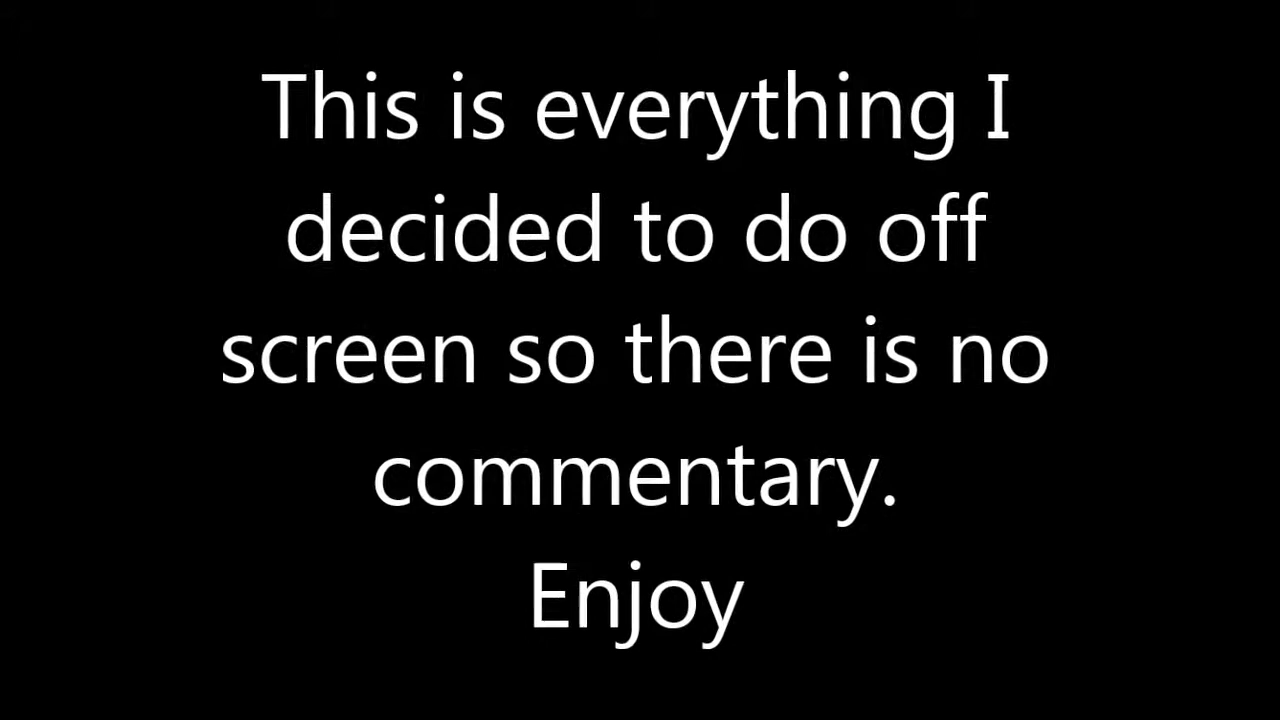 This is everything I
decided to do off
screen so there is no
commentary.
Enjoy